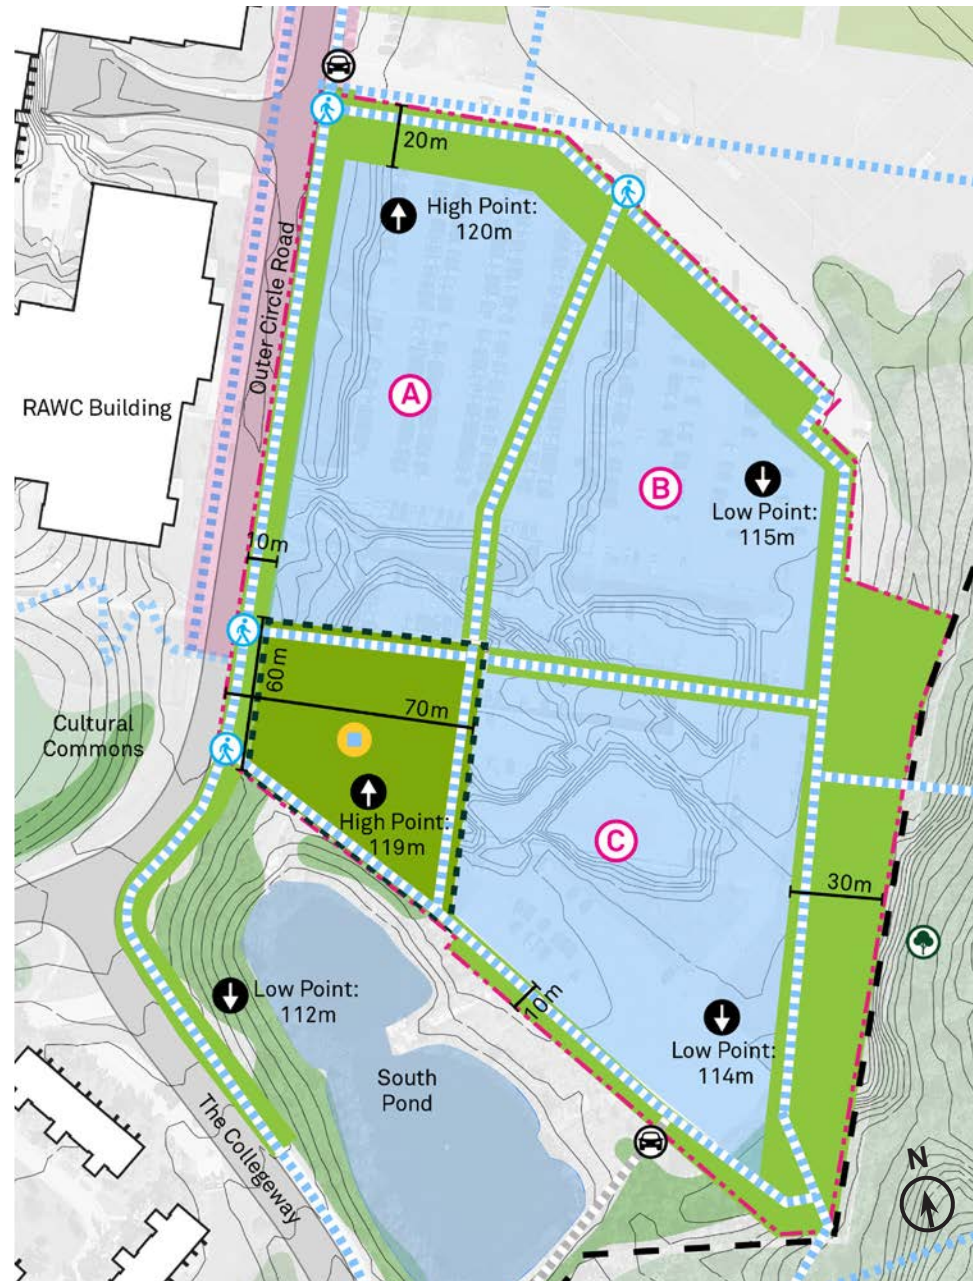 20m
High Point:
120m
Outer Circle Road
A
RAWC Building
B
Low Point:
115m
10m
60m
70m
Cultural
Commons
High Point:
119m
C
30m
Low Point:
112m
10m
Low Point:
114m
South
Pond
The Collegeway
N